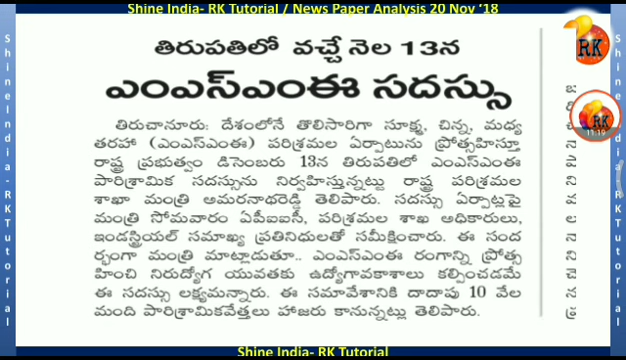 Shine India- RK Tutorial / News Paper Analysis 20 Nov ‘18
తిరుపతిలో వచ్చే నెల 13న
ఎంఎస్ఎంఈ సదస్సు
తిరుచానూరు: దేశంలోనే తొలిసారిగా సూక్ష్మ, చిన్న, మధ్య
తరహా (ఎంఎస్ఎంఈ) పరిశ్రమల ఏర్పాటును ప్రోత్సహిస్తూ
రాష్ట్ర ప్రభుత్వం డిసెంబరు 13న తిరుపతిలో ఎంఎస్ఎంఈ
పారిశ్రామిక సదస్సును నిర్వహిస్తున్నట్టు రాష్ట్ర పరిశ్రమల
శాఖా మంత్రి అమరనాథరెడ్డి తెలిపారు. సదస్సు ఏర్పాట్లపై
మంత్రి సోమవారం ఏపీఐఐసీ, పరిశ్రమల శాఖ అధికారులు,
ఇండస్ట్రియల్ సమాఖ్య ప్రతినిధులతో సమీక్షించారు. ఈ సంద
ర్భంగా మంత్రి మాట్లాడుతూ.. ఎంఎస్ఎంఈ రంగాన్ని ప్రోత్స
హించి నిరుద్యోగ యువతకు ఉద్యోగావకాశాలు కల్పించడమే
ఈ సదస్సు లక్ష్యమన్నారు. ఈ సమావేశానికి దాదాపు 10 వేల
మంది పారిశ్రామికవేత్తలు హాజరు కానున్నట్లు తెలిపారు.
RK
11:19
ShineIndia-RKTutorial
ShineIndia-RKTutorial
Shine India- RK Tutorial